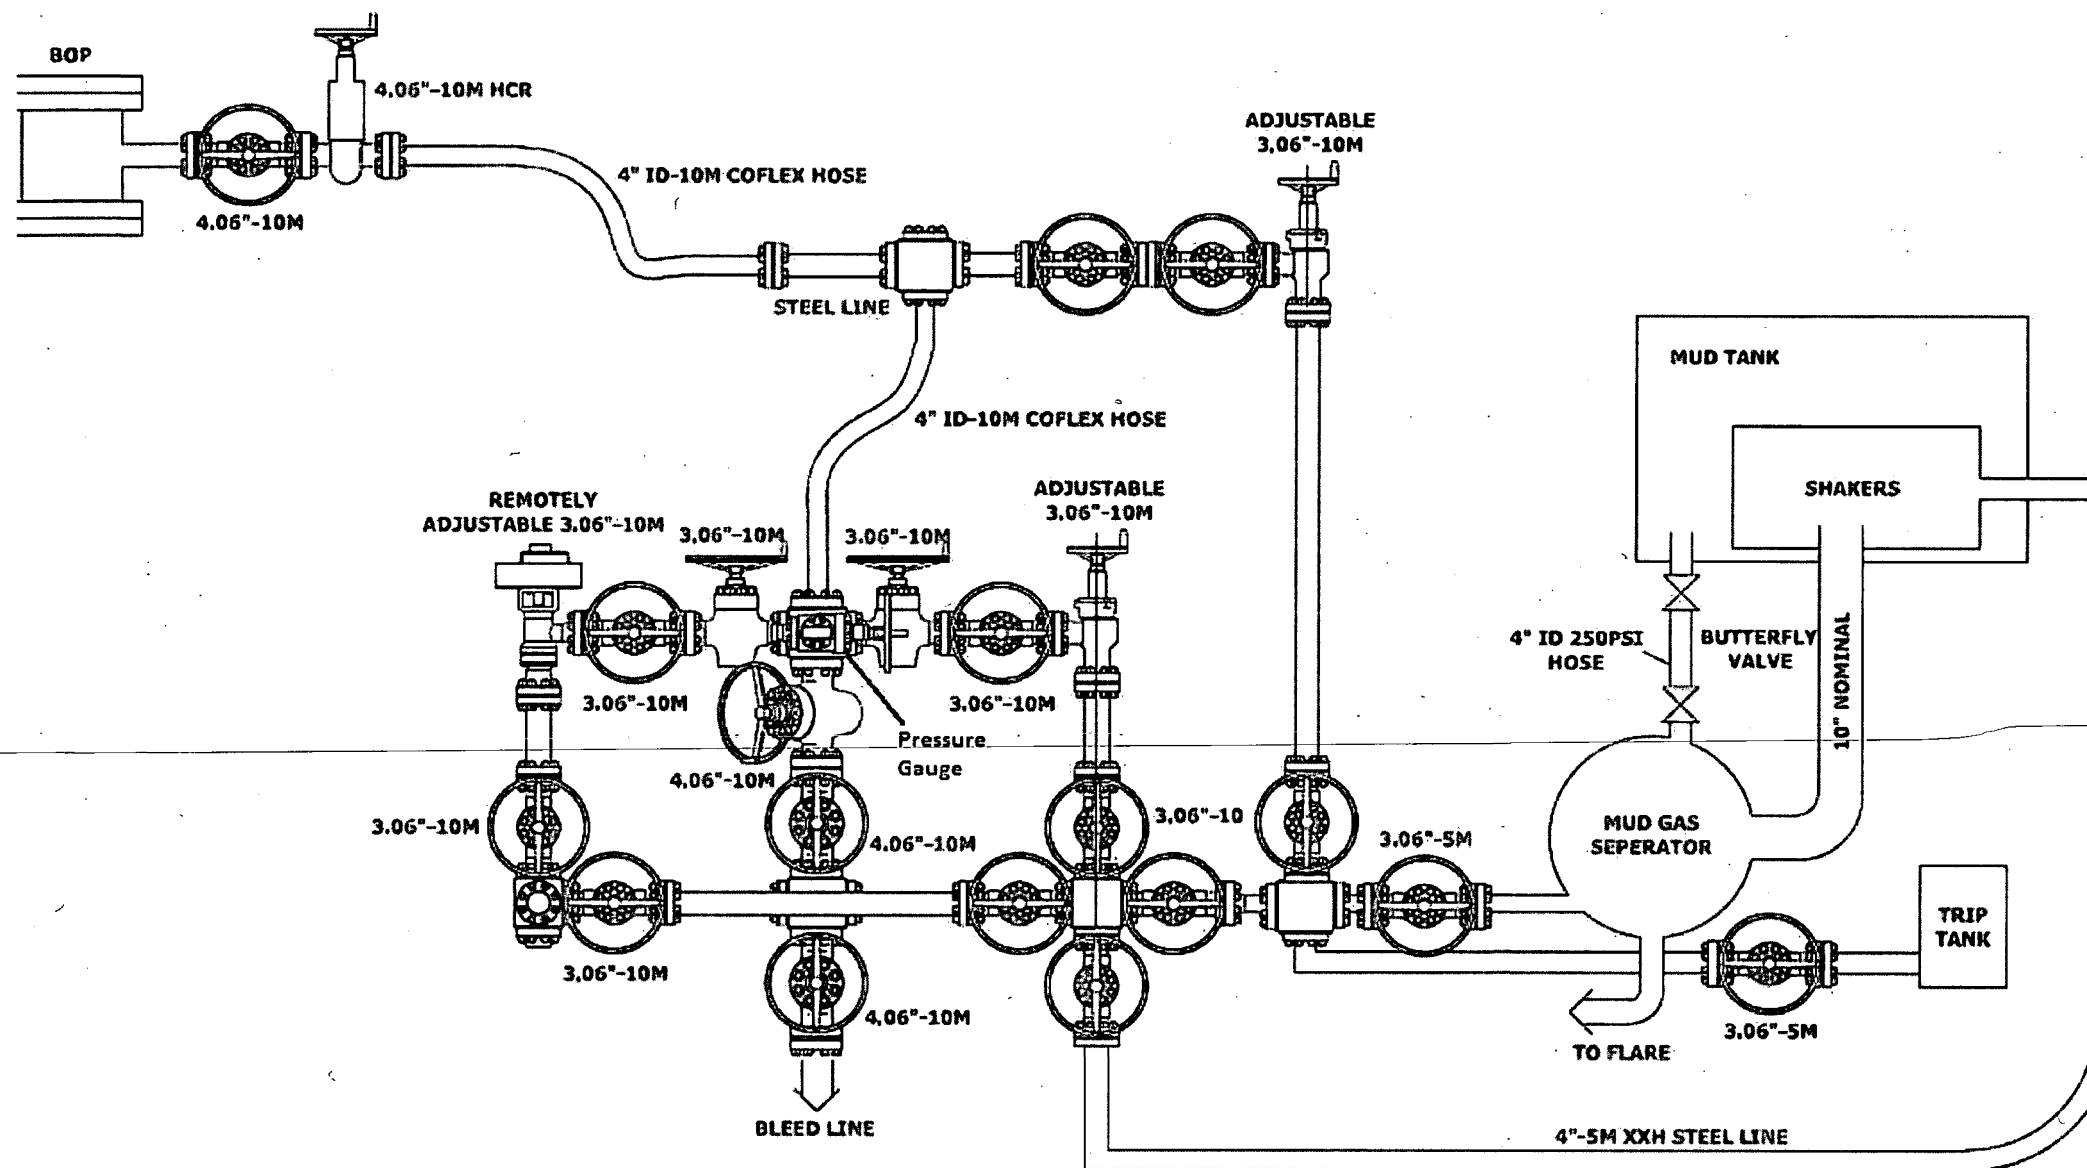 BOP
4.06"-10M HCR
4.06"-10M
4" ID-10M COFLEX HOSE
ADJUSTABLE
3.06"-10M
STEEL LINE
MUD TANK
4" ID-10M COFLEX HOSE
SHAKERS
REMOTELY
ADJUSTABLE 3.06"-10M
3.06"-10M
3.06"-10M
ADJUSTABLE
3.06"-10M
4" ID 250PSI
HOSE
BUTTERFLY
VALVE
10" NOMINAL
3.06"-10M
3.06"-10M
Pressure
Gauge
4.06"-10M
3.06"-10M
4.06"-10M
3.06"-10
3.06"-5M
MUD GAS
SEPERATOR
TRIP
TANK
3.06"-10M
4.06"-10M
3.06"-5M
TO FLARE
BLEED LINE
4"-5M XXH STEEL LINE